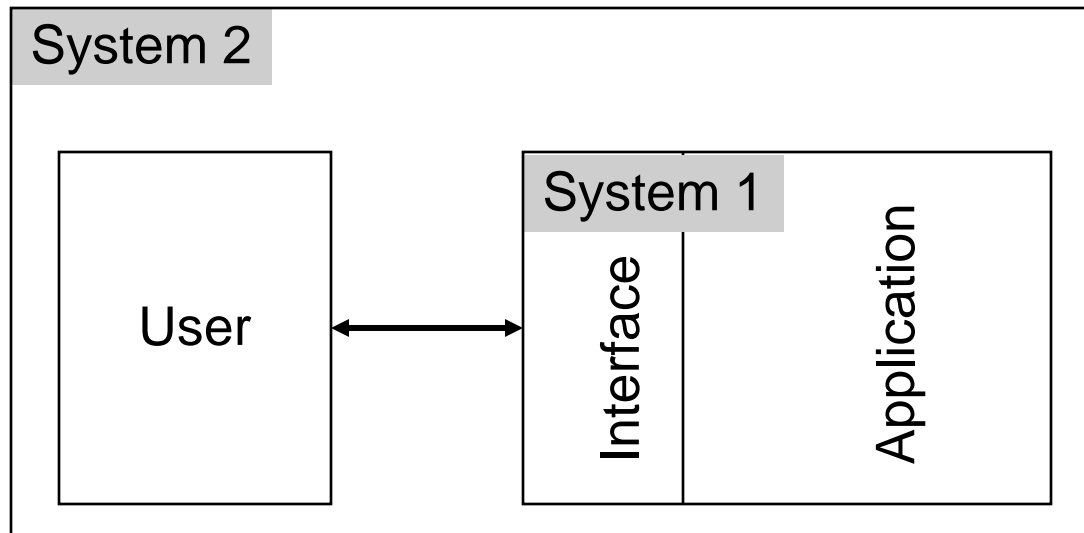 System 2
System 1
User
Interface
Application